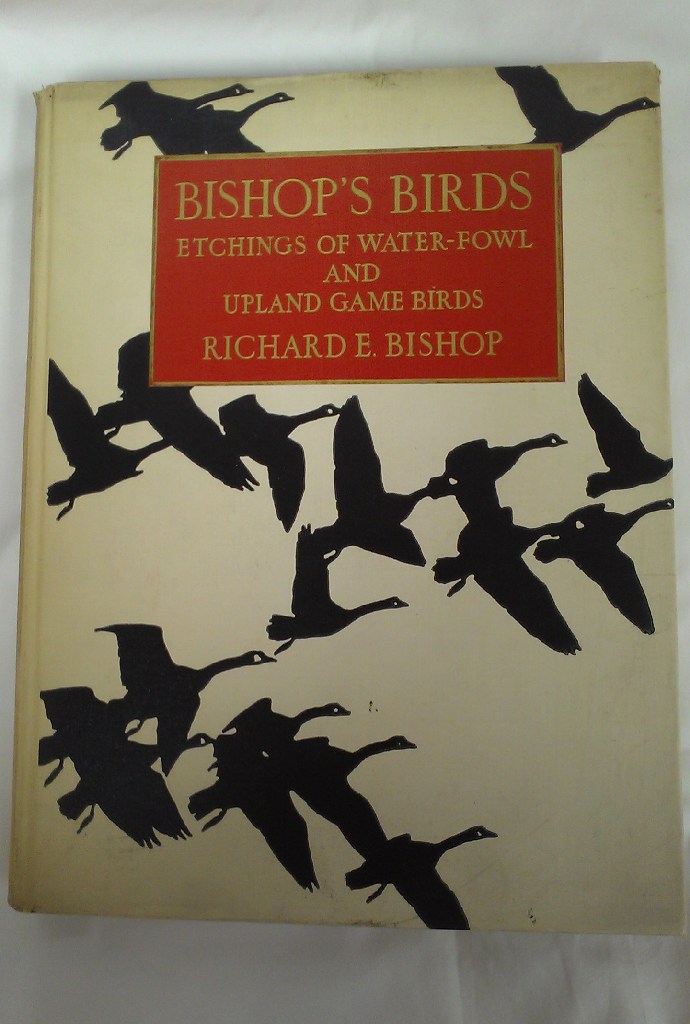 BISHOP'S BIRDS
ETCHINGS OF WATER-FOWL
AND
UPLAND GAME BIRDS
RICHARD E. BISHOP